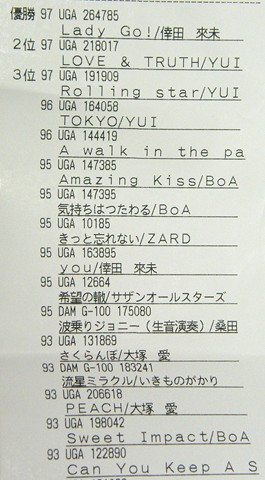 優勝 97 UGA 264785
Lady Go!/倖田 來未
2位 97 UGA 218017
LOVE & TRUTH/YUI
3位 97 UGA 191909
Rolling star/YUI
96 UGA 164058
TOKYO/YUI
96 UGA 144419
A walk in the pa
95 UGA 147385
Amazing Kiss/BoA
95 UGA 147395
気持ちはつたわる/BoA
95 UGA 10185
きっと忘れない/ZARD
95 UGA 163895
you/倖田 來未
95 UGA 12664
希望の轍/サザンオールスターズ
95 DAM G-100 175080
波乗りジョニー（生音演奏）/桑田
93 UGA 131869
さくらんぼ/大塚 愛
93 DAM G-100 183241
流星ミラクル/いきものがかり
93 UGA 206618
PEACH/大塚 愛
93 UGA 198042
Sweet Impact/BoA
93 UGA 122890
Can You Keep A S